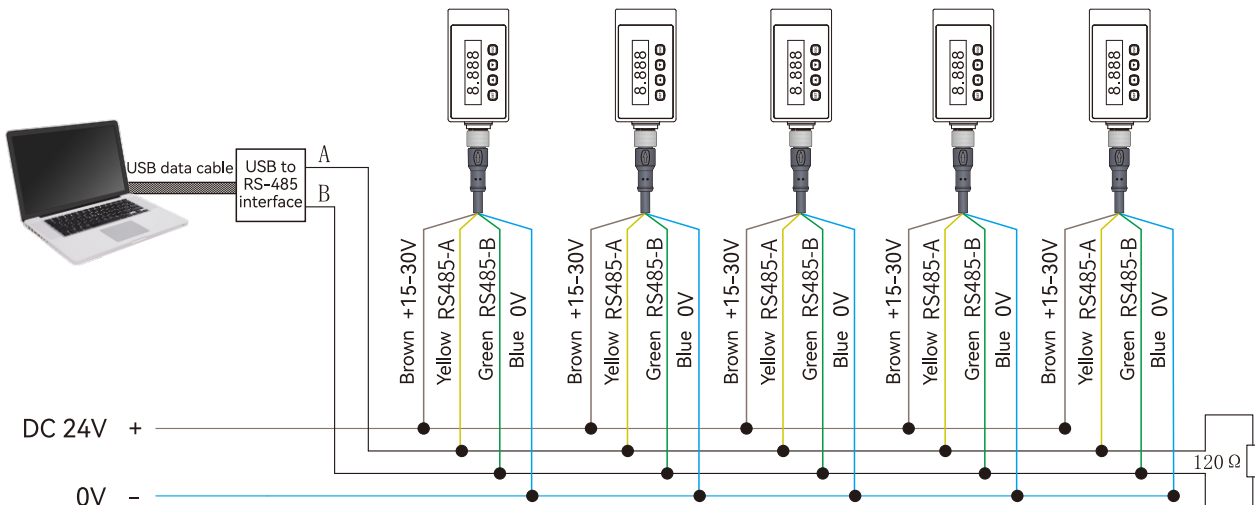 8.888
8.888
8.888
8.888
8.888
USB data cable
USB to
RS-485
interface
A
B
Brown +15-30V
Yellow RS485-A
Green RS485-B
Blue 0V
Brown +15-30V
Yellow RS485-A
Green RS485-B
Blue 0V
Brown +15-30V
Yellow RS485-A
Green RS485-B
Blue 0V
Brown +15-30V
Yellow RS485-A
Green RS485-B
Blue 0V
Brown +15-30V
Yellow RS485-A
Green RS485-B
Blue 0V
DC 24V +
120 Ω
0V -